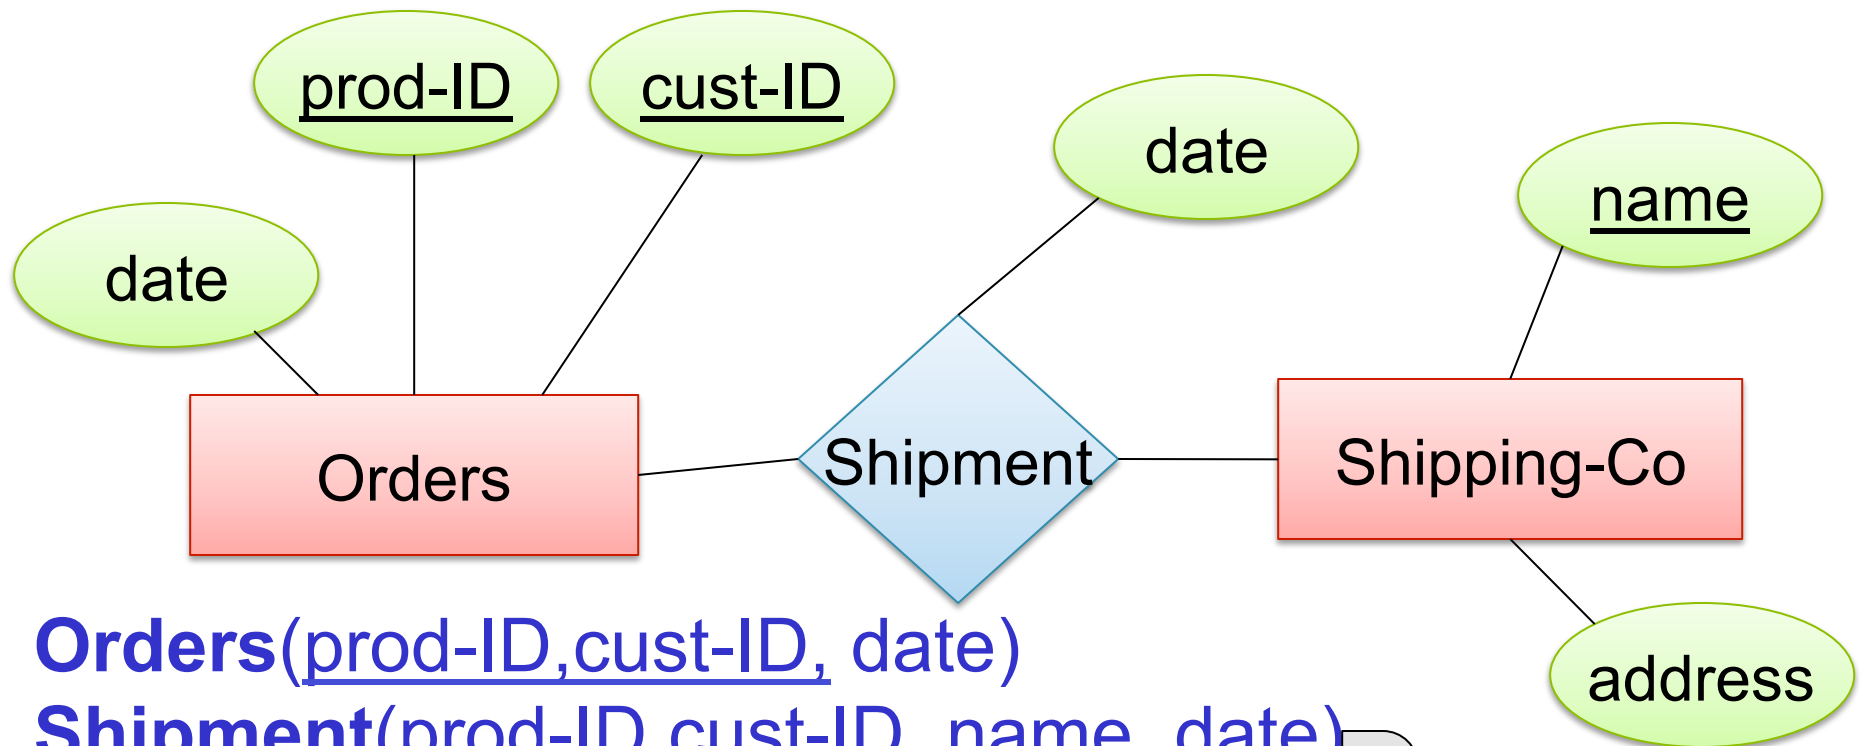 prod-ID
cust-ID
date
name
date
Orders
Shipment
Shipping-Co
Orders(prod-ID,cust-ID, date)
address
Shipment(prod-ID,cust-ID, name, date)